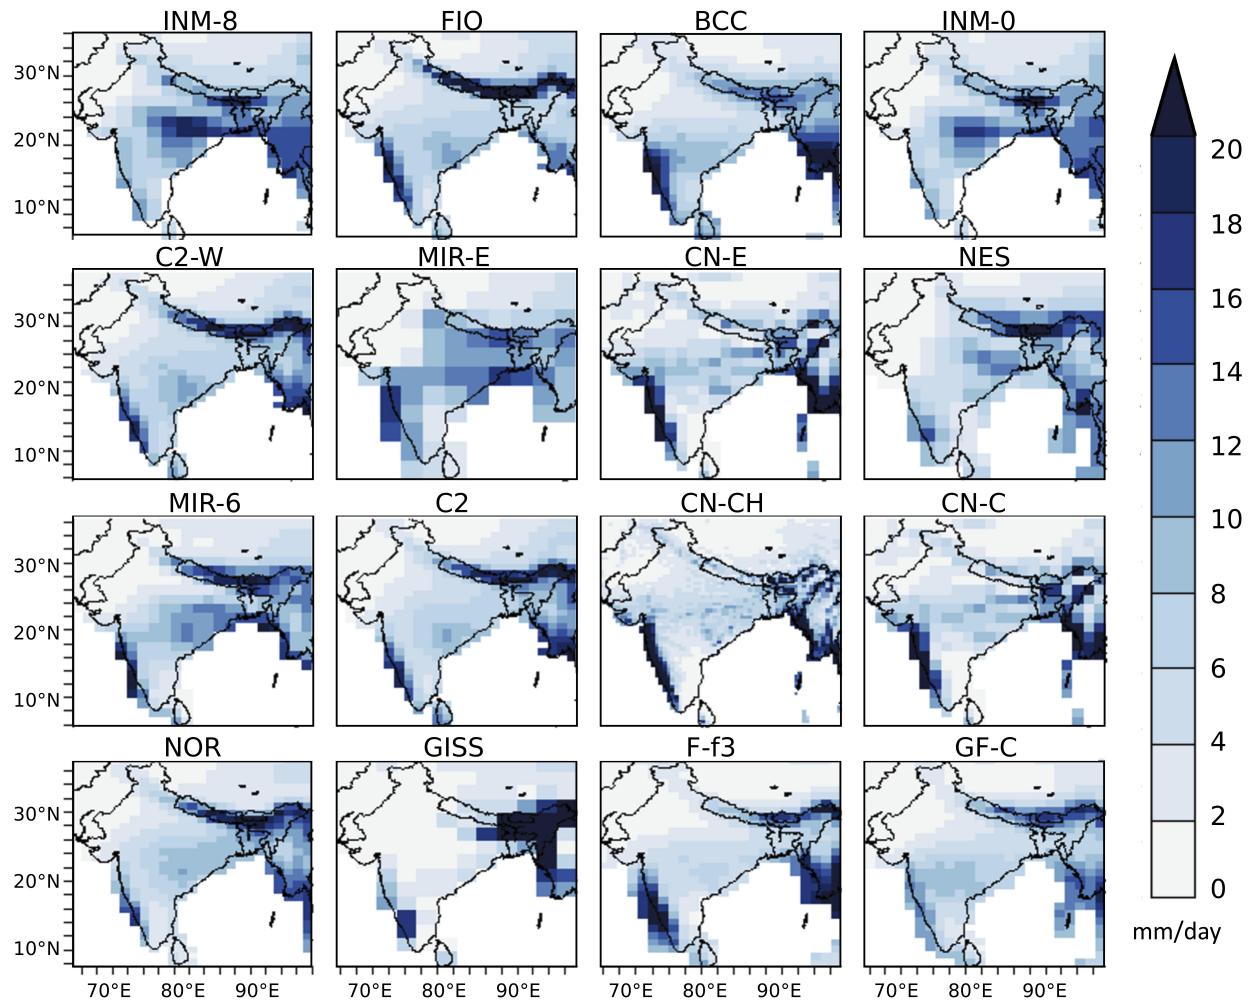 INM-8 FIO BCC INM-0
30°N
20°N
10°N
C2-W MIR-E CN-E NES
30°N
20°N
10°N
MIR-6 C2 CN-CH CN-C
30°N
20°N
10°N
NOR GISS F-f3 GF-C
30°N
20°N
10°N
70°E 80°E 90°E 70°E 80°E 90°E 70°E 80°E 90°E 70°E 80°E 90°E
20
18
16
14
12
10
8
6
4
2
0
mm/day